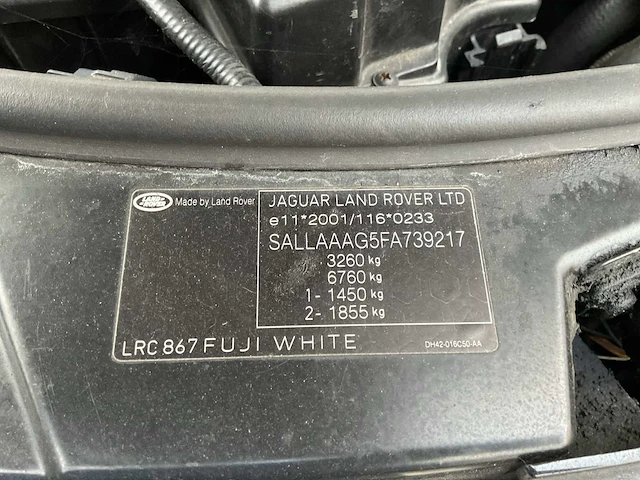 LAND ROVER
Made by Land Rover
JAGUAR LAND ROVER LTD
e11*2001/116*0233
SALLAAAG5FA739217
3260 kg
6760 kg
1- 1450 kg
2- 1855 kg
LRC 867 FUJI WHITE
DH42-016C50-AA